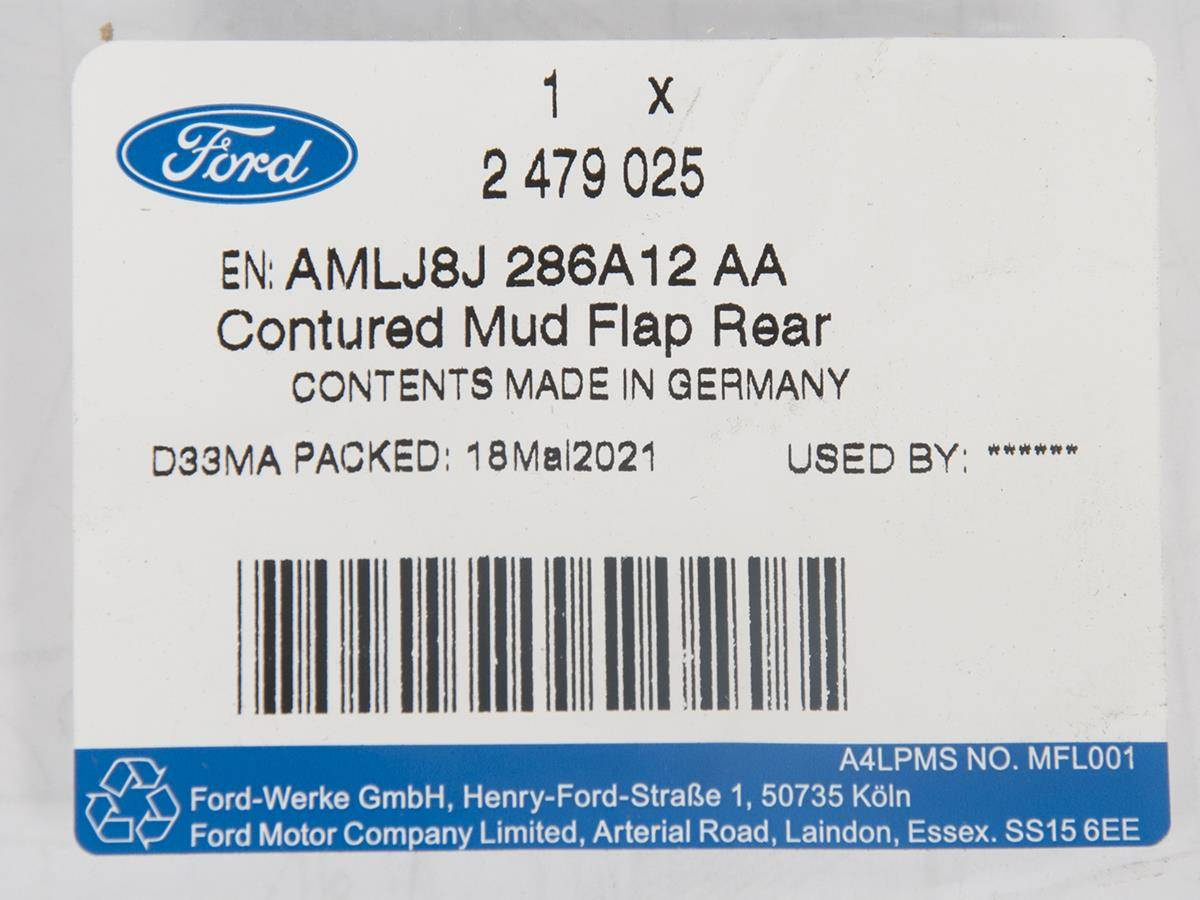 Ford
1 x
2 479 025
EN: AMLJ8J 286A12 AA
Contured Mud Flap Rear
CONTENTS MADE IN GERMANY
D33MA PACKED: 18Mai2021
USED BY: ******
A4LPMS NO. MFL001
Ford-Werke GmbH, Henry-Ford-Straße 1, 50735 Köln
Ford Motor Company Limited, Arterial Road, Laindon, Essex. SS15 6EE